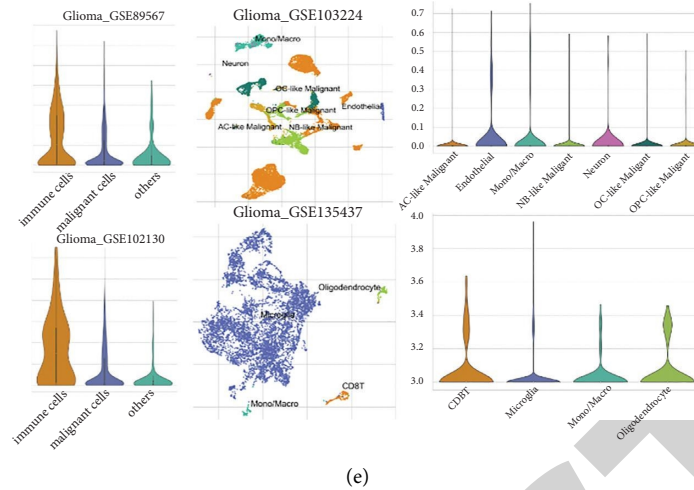 Glioma_GSE89567
immune cells
malignant cells
others
Glioma_GSE102130
immune cells
malignant cells
others
Glioma_GSE103224
Mono/Macro
Neuron
OC-like Malignant
Endothelial
OPC-like Malignant
AC-like Malignant
NB-like Malignant
Glioma_GSE135437
Oligodendrocyte
Microglia
CD8T
Mono/Macro
0.7
0.6
0.5
0.4
0.3
0.2
0.1
0.0
AC-like Malignant
Endothelial
Mono/Macro
NB-like Maligant
Neuron
OC-like Maligant
OPC-like Maligant
4.0
3.8
3.6
3.4
3.2
3.0
CDBT
Microglia
Mono/Macro
Oligodendrocyte
(e)